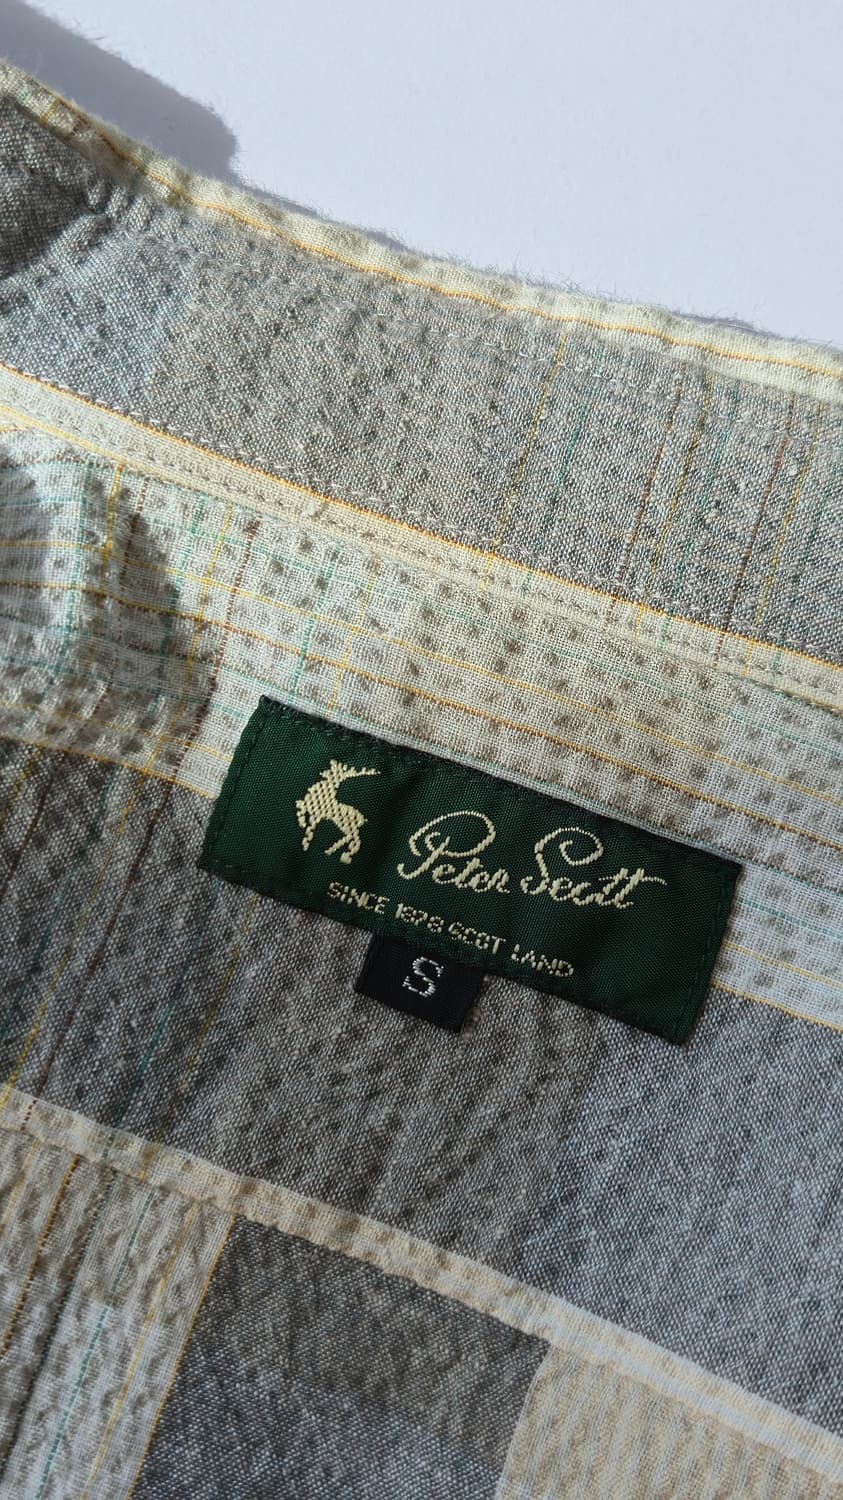 Peter Scott
SINCE 1878 SCOT LAND
S